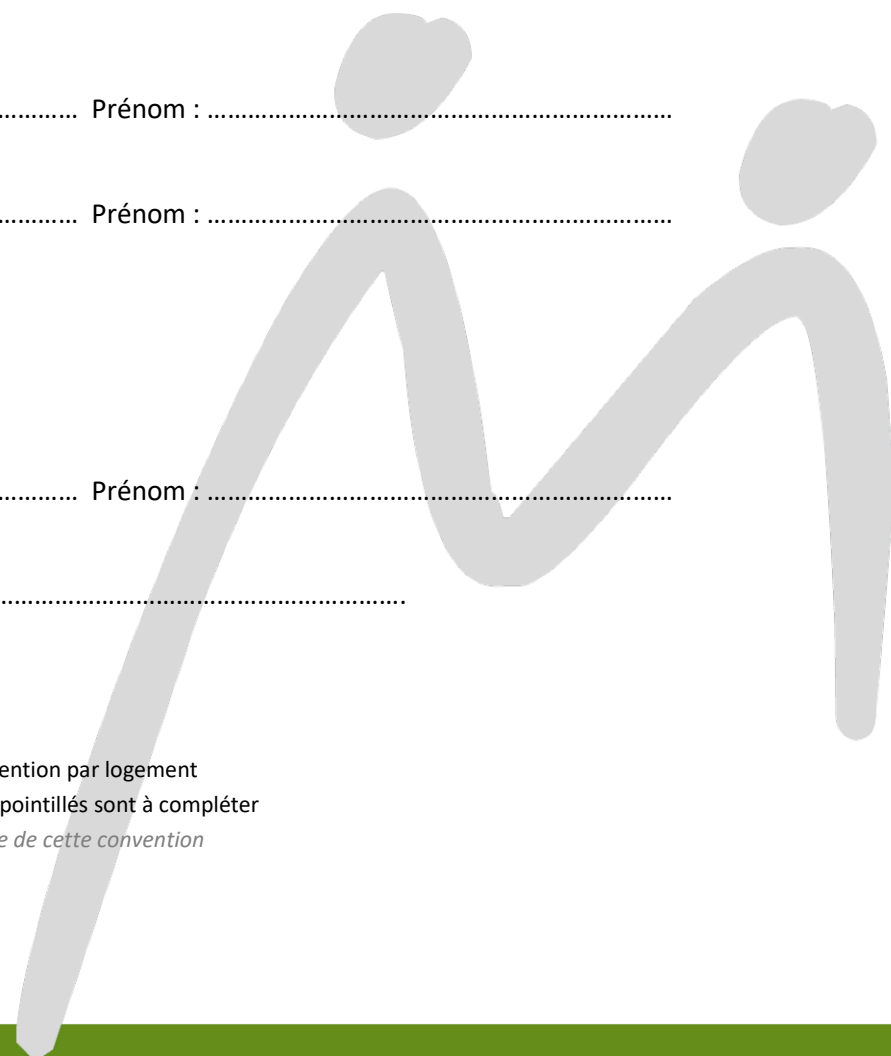 ………… Prénom : ……………………………………………………………
………… Prénom : ……………………………………………………………
………… Prénom : ……………………………………………………………
…………………………………………………….
ention par logement
pointillés sont à compléter
e de cette convention